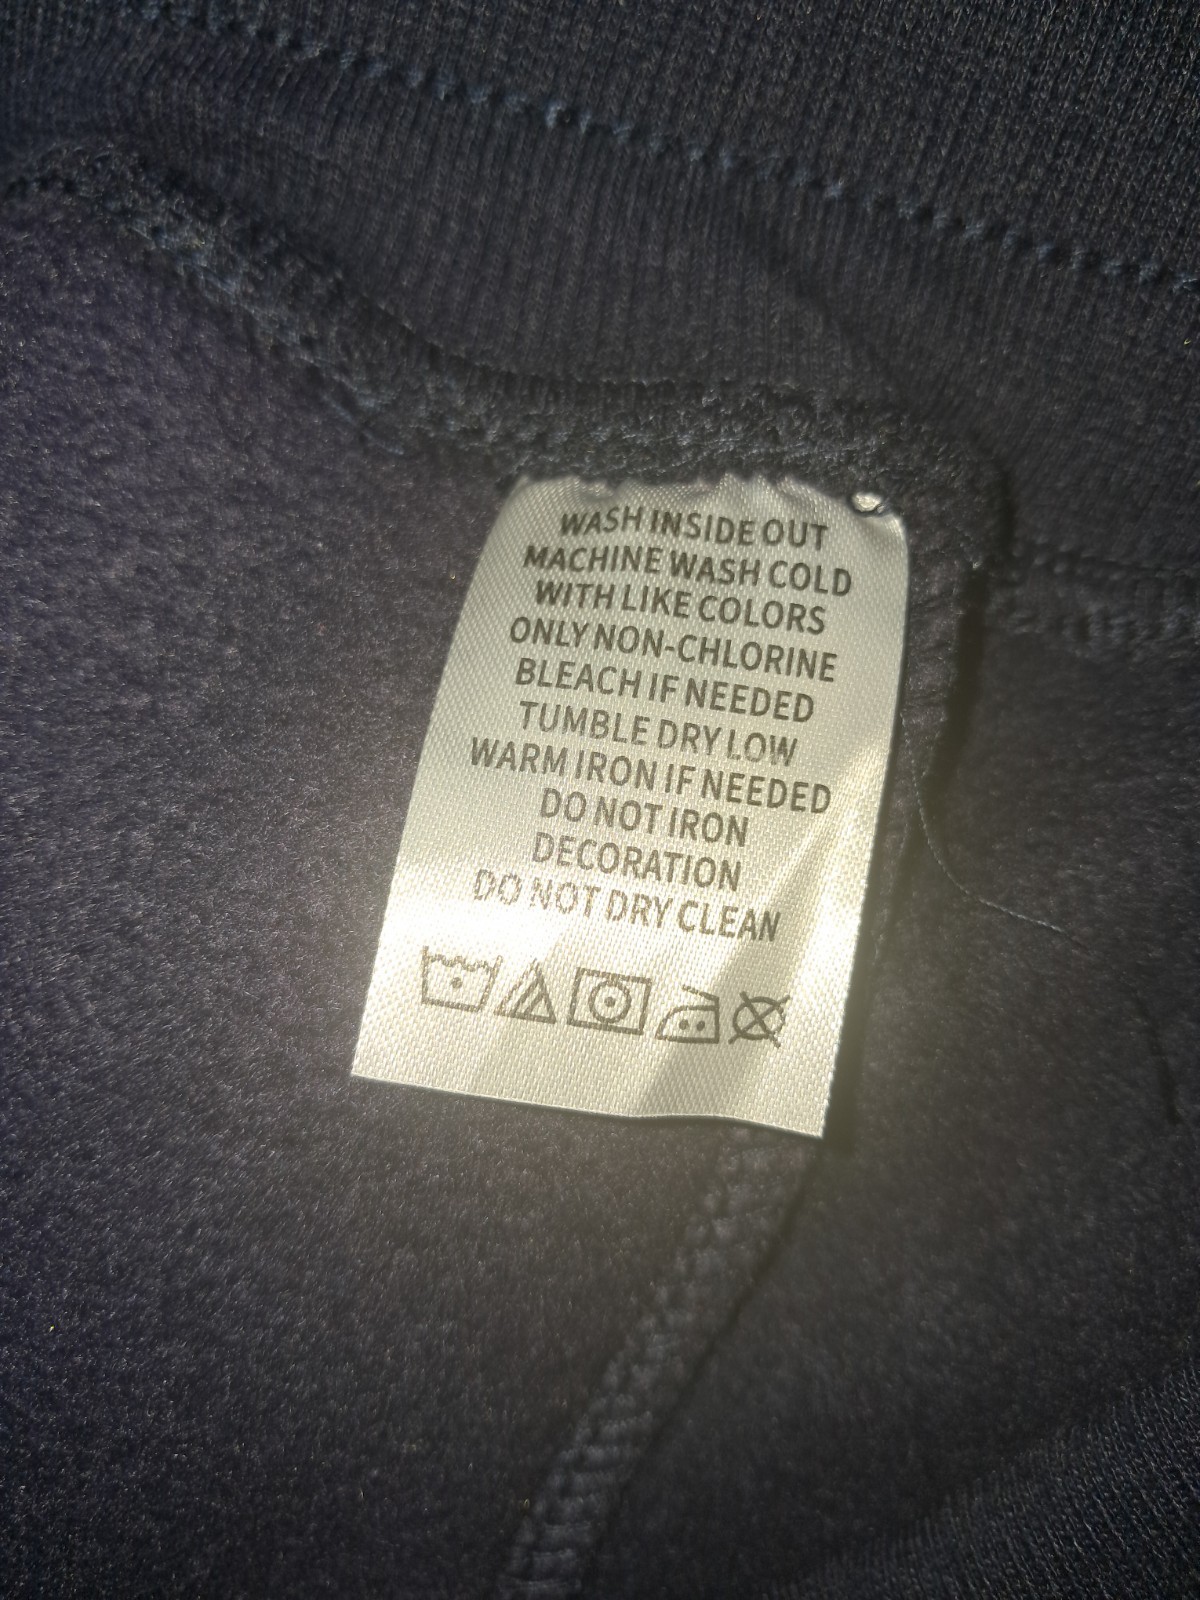 WASH INSIDE OUT
MACHINE WASH COLD
WITH LIKE COLORS
ONLY NON-CHLORINE
BLEACH IF NEEDED
TUMBLE DRY LOW
WARM IRON IF NEEDED
DO NOT IRON
DECORATION
DO NOT DRY CLEAN